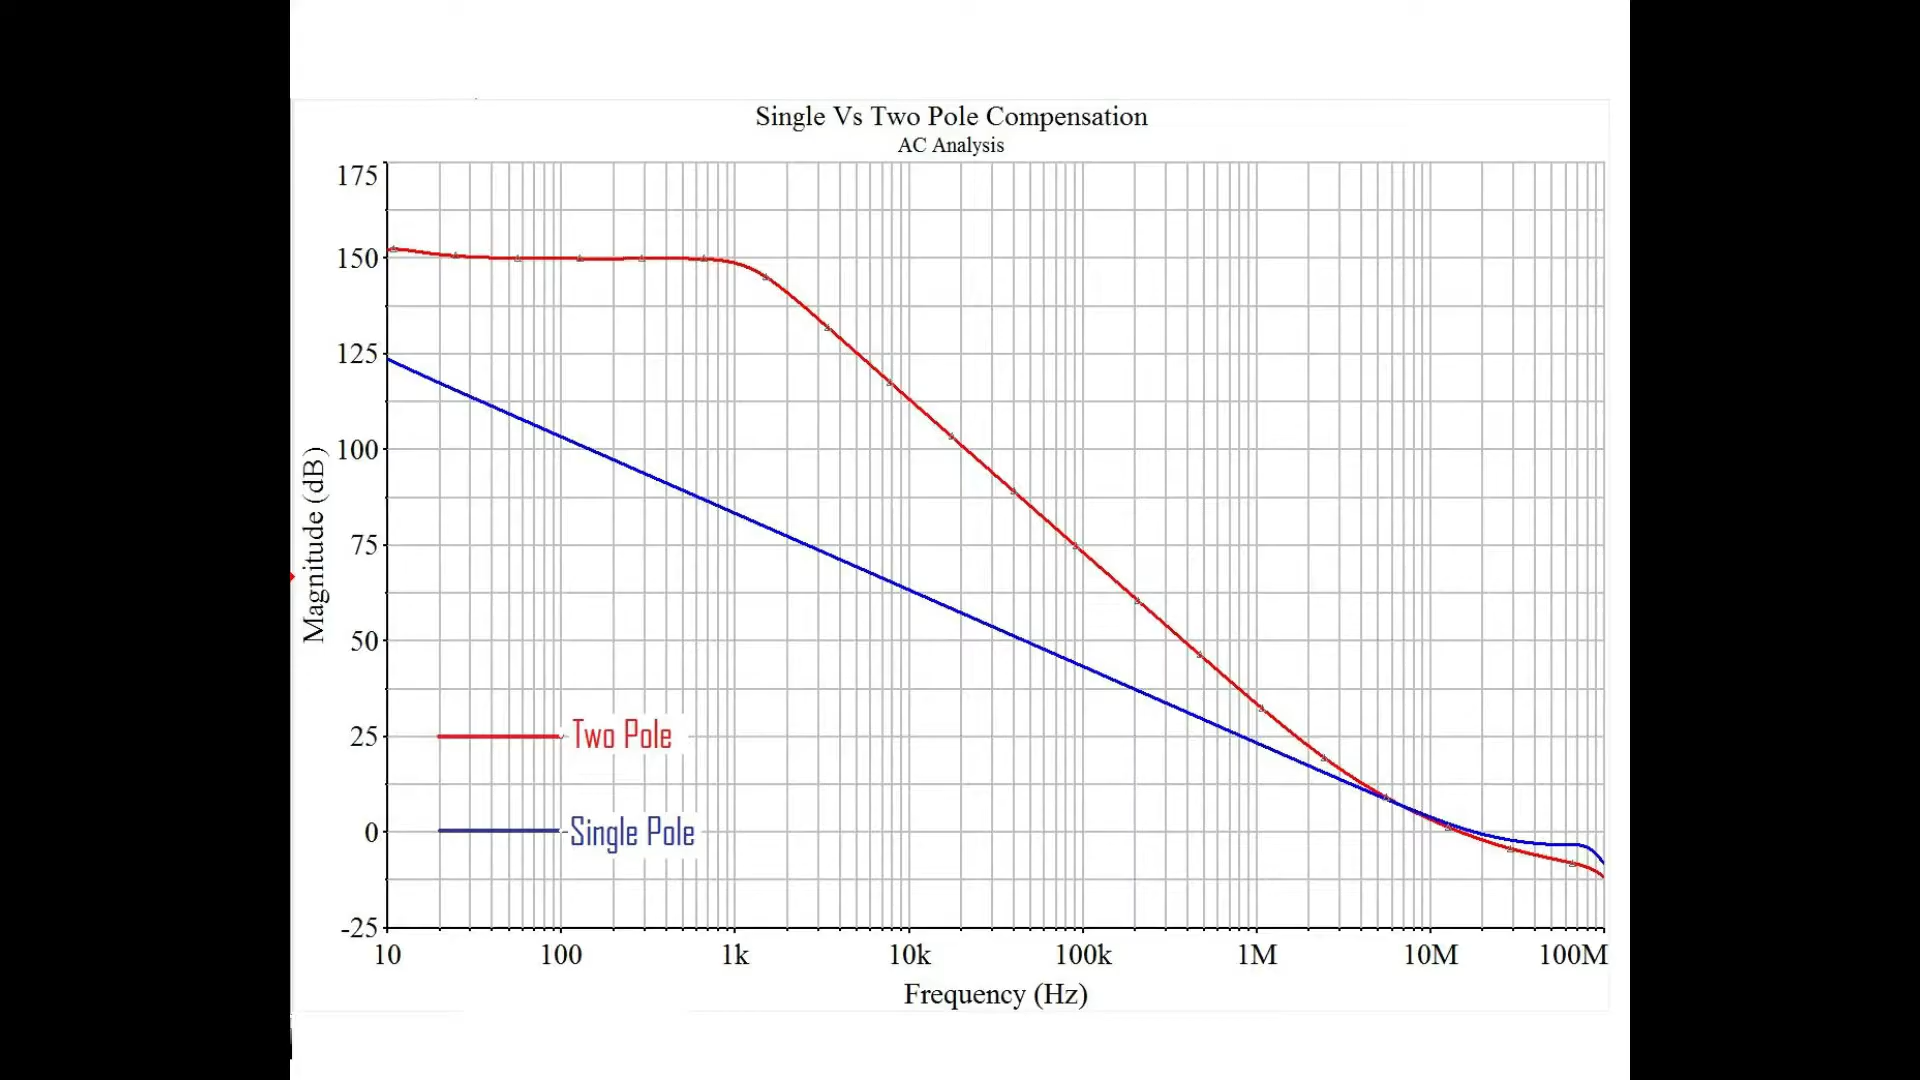 Single Vs Two Pole Compensation
AC Analysis
175
150
125
100
75
50
25
0
-25
Magnitude (dB)
Two Pole
Single Pole
10 100 1k 10k 100k 1M 10M 100M
Frequency (Hz)